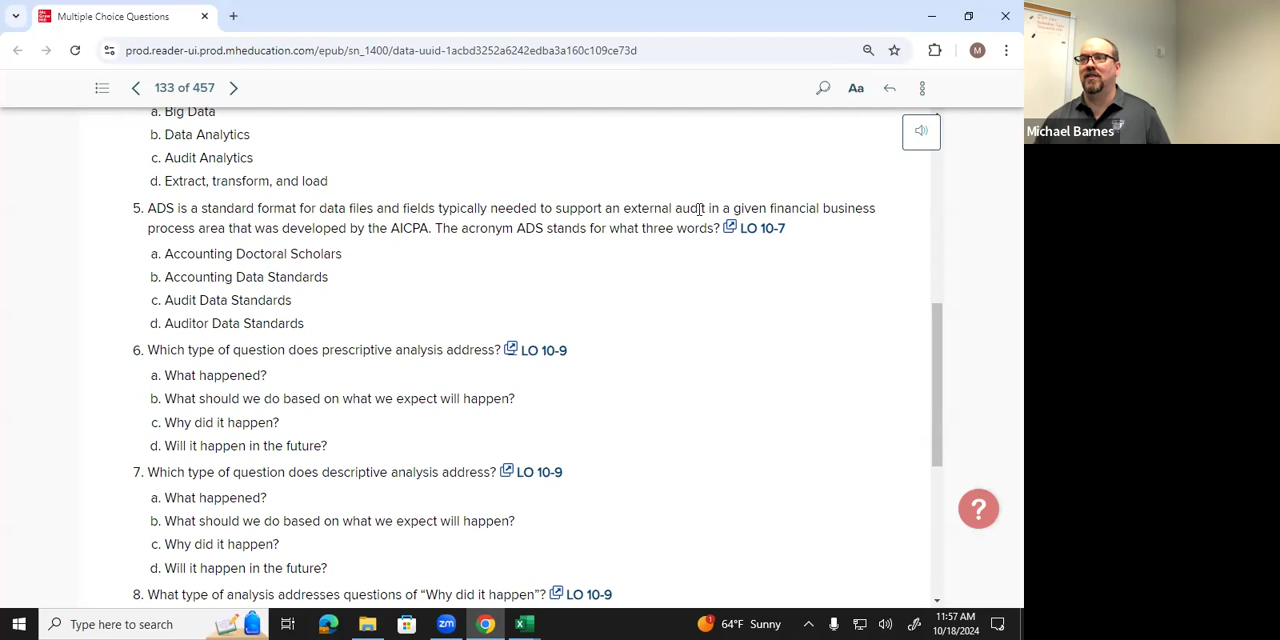 Multiple Choice Questions
prod.reader-ui.prod.mheducation.com/epub/sn_1400/data-uuid-1acbd3252a6242edba3a160c109ce73d
M
133 of 457
Aa
a. Big Data
b. Data Analytics
c. Audit Analytics
d. Extract, transform, and load
5. ADS is a standard format for data files and fields typically needed to support an external audit in a given financial business
process area that was developed by the AICPA. The acronym ADS stands for what three words? LO 10-7
a. Accounting Doctoral Scholars
b. Accounting Data Standards
c. Audit Data Standards
d. Auditor Data Standards
6. Which type of question does prescriptive analysis address? LO 10-9
a. What happened?
b. What should we do based on what we expect will happen?
c. Why did it happen?
d. Will it happen in the future?
7. Which type of question does descriptive analysis address? LO 10-9
a. What happened?
b. What should we do based on what we expect will happen?
c. Why did it happen?
d. Will it happen in the future?
8. What type of analysis addresses questions of “Why did it happen”? LO 10-9
?
Michael Barnes
Type here to search
64°F Sunny
11:57 AM
10/18/2024